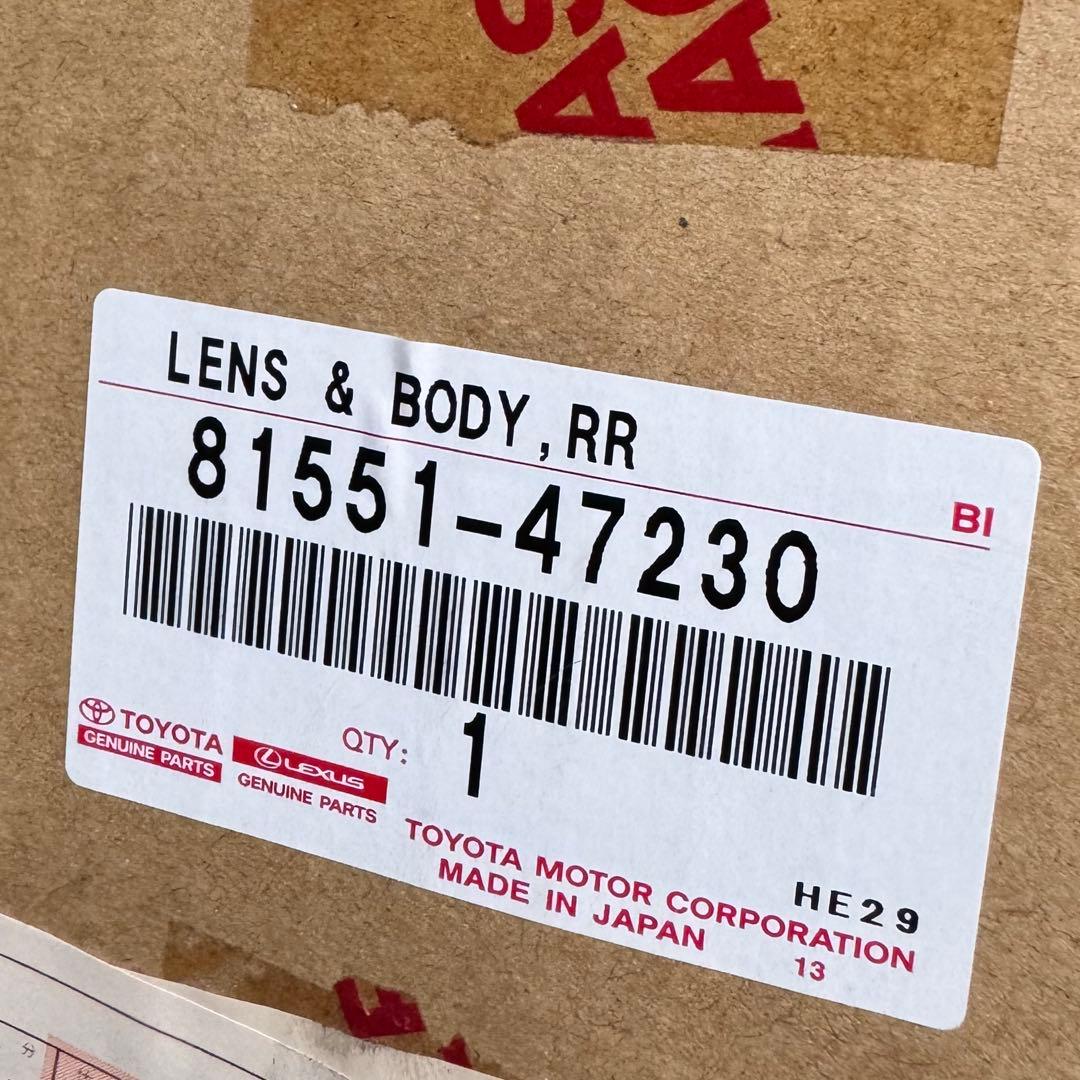 LENS & BODY, RR
BI
81551-47230
TOYOTA
GENUINE PARTS
LEXUS
GENUINE PARTS
QTY: 1
TOYOTA MOTOR CORPORATION
MADE IN JAPAN
HE29
13